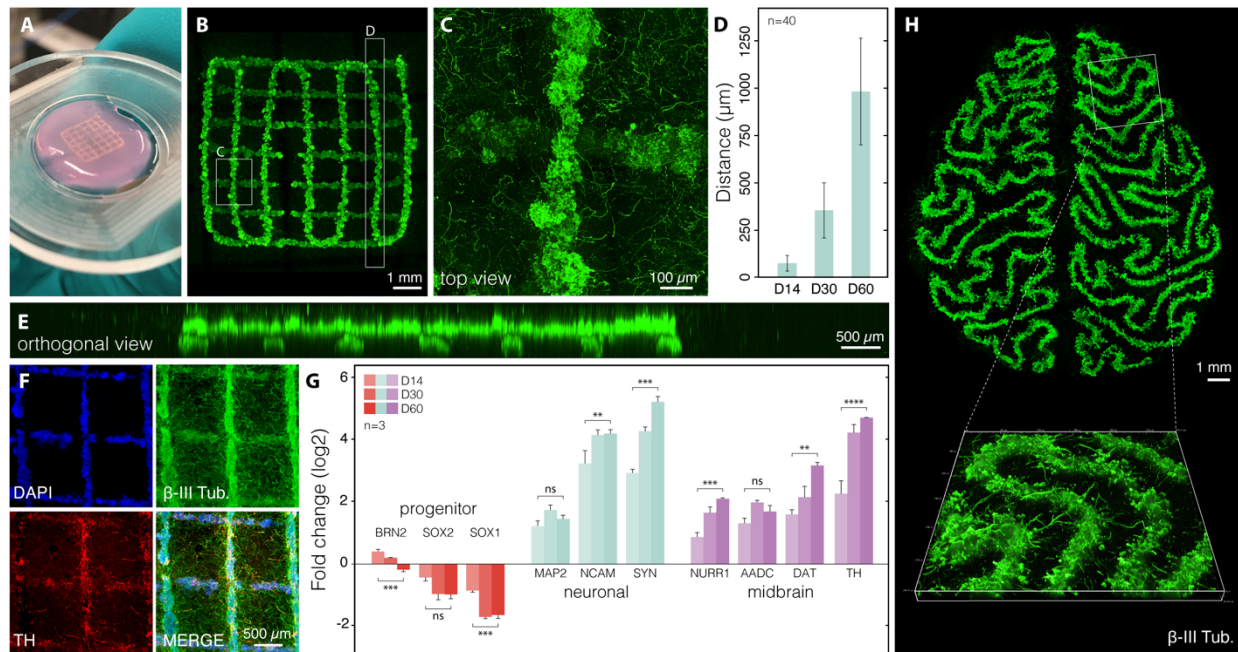 A
B
D
C
1 mm
C
top view
100 µm
D
n=40
Distance (µm)
1250
1000
750
500
250
0
D14 D30 D60
E
orthogonal view
500 µm
F
DAPI
β-III Tub.
TH
MERGE
500 µm
G
D14
D30
D60
n=3
Fold change (log2)
6
4
2
0
-2
progenitor
BRN2 SOX2 SOX1
*** ns ***
ns ** ***
MAP2 NCAM SYN
neuronal
*** ns ** ****
NURR1 AADC DAT TH
midbrain
H
1 mm
β-III Tub.